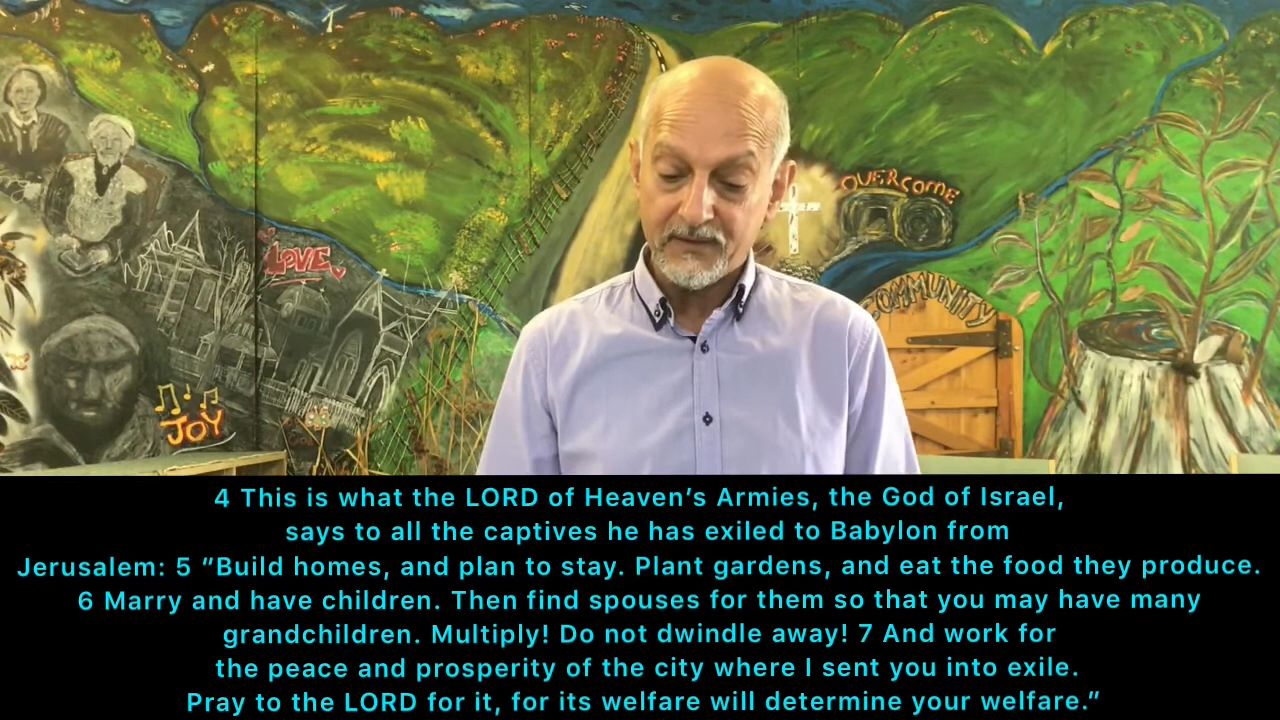 OVERCOME
LOVE
COMMUNITY
JOY
4 This is what the LORD of Heaven’s Armies, the God of Israel,
says to all the captives he has exiled to Babylon from
Jerusalem: 5 “Build homes, and plan to stay. Plant gardens, and eat the food they produce.
6 Marry and have children. Then find spouses for them so that you may have many
grandchildren. Multiply! Do not dwindle away! 7 And work for
the peace and prosperity of the city where I sent you into exile.
Pray to the LORD for it, for its welfare will determine your welfare.”